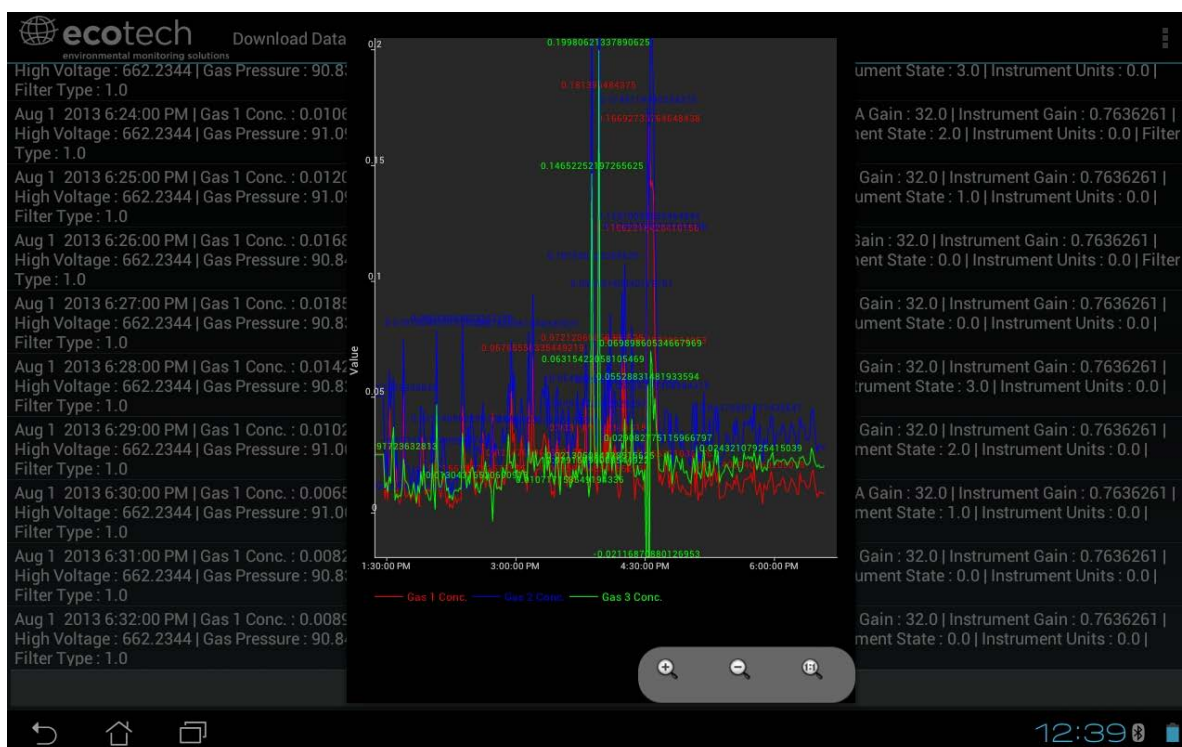 ecotech
environmental monitoring solutions
Download Data
High Voltage : 662.2344 | Gas Pressure : 90.8
ument State : 3.0 | Instrument Units : 0.0 |
Filter Type : 1.0
Aug 1 2013 6:24:00 PM | Gas 1 Conc. : 0.0106
A Gain : 32.0 | Instrument Gain : 0.7636261 |
High Voltage : 662.2344 | Gas Pressure : 91.0
ent State : 2.0 | Instrument Units : 0.0 | Filter
Type : 1.0
Aug 1 2013 6:25:00 PM | Gas 1 Conc. : 0.0120
Gain : 32.0 | Instrument Gain : 0.7636261 |
High Voltage : 662.2344 | Gas Pressure : 91.0
ument State : 1.0 | Instrument Units : 0.0 |
Filter Type : 1.0
Aug 1 2013 6:26:00 PM | Gas 1 Conc. : 0.0168
Gain : 32.0 | Instrument Gain : 0.7636261 |
High Voltage : 662.2344 | Gas Pressure : 90.8
ent State : 0.0 | Instrument Units : 0.0 | Filter
Type : 1.0
Aug 1 2013 6:27:00 PM | Gas 1 Conc. : 0.0185
Gain : 32.0 | Instrument Gain : 0.7636261 |
High Voltage : 662.2344 | Gas Pressure : 90.8
ument State : 0.0 | Instrument Units : 0.0 |
Filter Type : 1.0
Aug 1 2013 6:28:00 PM | Gas 1 Conc. : 0.0142
Gain : 32.0 | Instrument Gain : 0.7636261 |
High Voltage : 662.2344 | Gas Pressure : 90.8
trument State : 3.0 | Instrument Units : 0.0 |
Filter Type : 1.0
Aug 1 2013 6:29:00 PM | Gas 1 Conc. : 0.0102
Gain : 32.0 | Instrument Gain : 0.7636261 |
High Voltage : 662.2344 | Gas Pressure : 91.0
ment State : 2.0 | Instrument Units : 0.0 |
Filter Type : 1.0
Aug 1 2013 6:30:00 PM | Gas 1 Conc. : 0.0065
A Gain : 32.0 | Instrument Gain : 0.7636261 |
High Voltage : 662.2344 | Gas Pressure : 91.0
ment State : 1.0 | Instrument Units : 0.0 |
Filter Type : 1.0
Aug 1 2013 6:31:00 PM | Gas 1 Conc. : 0.0082
Gain : 32.0 | Instrument Gain : 0.7636261 |
High Voltage : 662.2344 | Gas Pressure : 90.8
ument State : 0.0 | Instrument Units : 0.0 |
Filter Type : 1.0
Aug 1 2013 6:32:00 PM | Gas 1 Conc. : 0.0089
Gain : 32.0 | Instrument Gain : 0.7636261 |
High Voltage : 662.2344 | Gas Pressure : 90.8
ment State : 0.0 | Instrument Units : 0.0 |
Filter Type : 1.0
0.2
0.19980621337890625
0.15
0.14652252197265625
0.1
0.06989860534667969
0.06315422058105469
Value
0.05528831481933594
0.05
0.029082775115966797
0.02432107925415039
0
-0.02116870880126953
1:30:00 PM
3:00:00 PM
4:30:00 PM
6:00:00 PM
Gas 1 Conc.
Gas 2 Conc.
Gas 3 Conc.
1:1
12:39